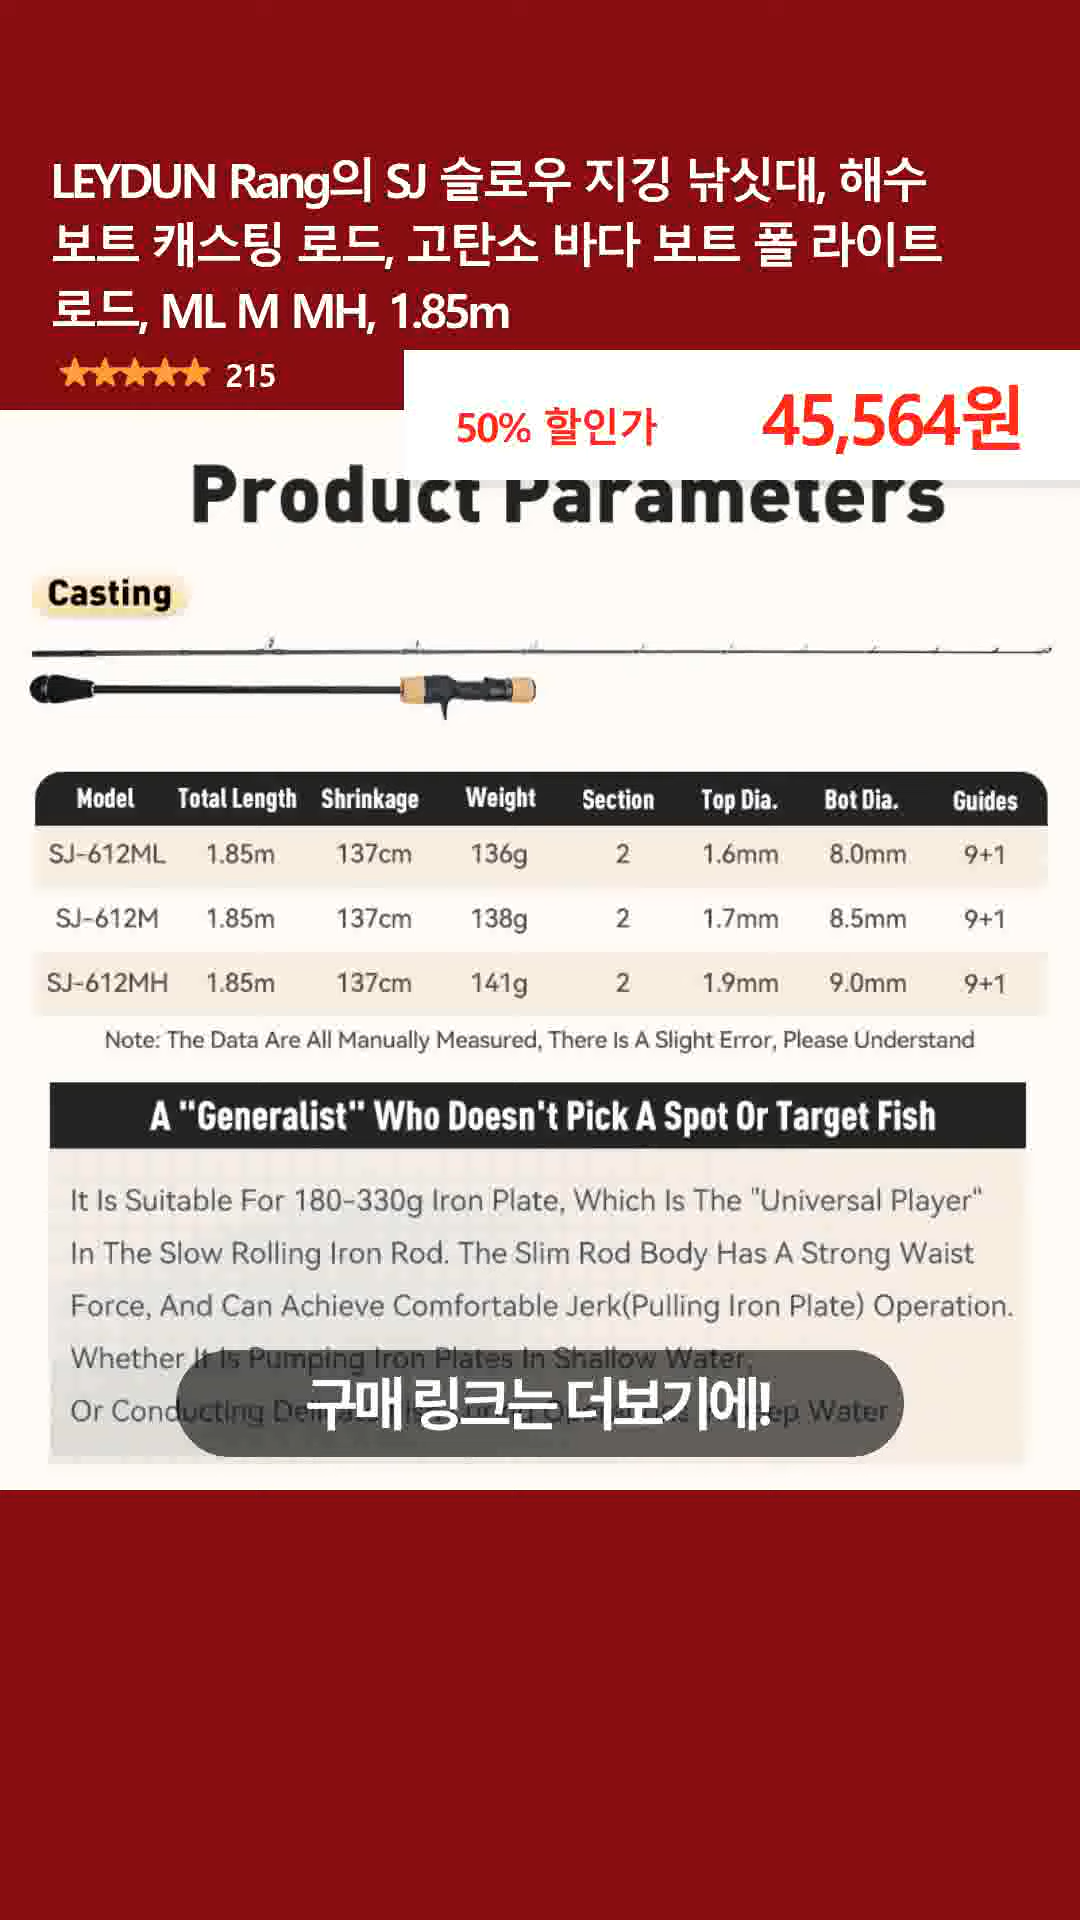 LEYDUN Rang의 SJ 슬로우 지깅 낚싯대, 해수
보트 캐스팅 로드, 고탄소 바다 보트 폴 라이트
로드, ML M MH, 1.85m
215
50% 할인가 45,564원
Product Parameters
Casting
Model Total Length Shrinkage Weight Section Top Dia. Bot Dia. Guides
SJ-612ML 1.85m 137cm 136g 2 1.6mm 8.0mm 9+1
SJ-612M 1.85m 137cm 138g 2 1.7mm 8.5mm 9+1
SJ-612MH 1.85m 137cm 141g 2 1.9mm 9.0mm 9+1
Note: The Data Are All Manually Measured, There Is A Slight Error, Please Understand
A "Generalist" Who Doesn't Pick A Spot Or Target Fish
It Is Suitable For 180-330g Iron Plate, Which Is The "Universal Player"
In The Slow Rolling Iron Rod. The Slim Rod Body Has A Strong Waist
Force, And Can Achieve Comfortable Jerk(Pulling Iron Plate) Operation.
Whether It Is Pumping Iron Plates In Shallow Water,
Or Conducting Water
구매 링크는 더보기에!